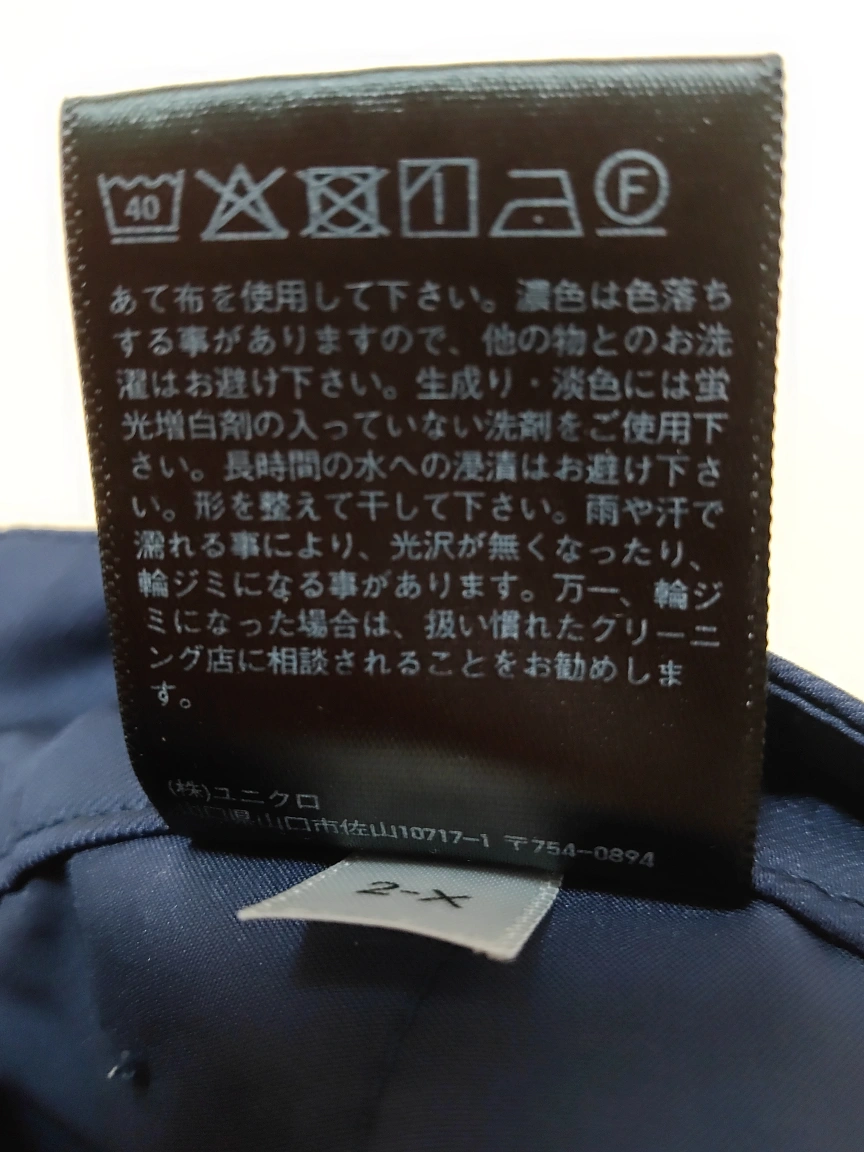 40
F
あて布を使用して下さい。濃色は色落ち
する事がありますので、他の物とのお洗
濯はお避け下さい。生成り・淡色には蛍
光増白剤の入っていない洗剤をご使用下
さい。長時間の水への浸漬はお避け下さ
い。形を整えて干して下さい。雨や汗で
濡れる事により、光沢が無くなったり、
輪ジミになる事があります。万一、輪ジ
ミになった場合は、扱い慣れたクリーニ
ング店に相談されることをお勧めしま
す。
(株)ユニクロ
山口県山口市佐山10717-1 〒754-0894
2-X